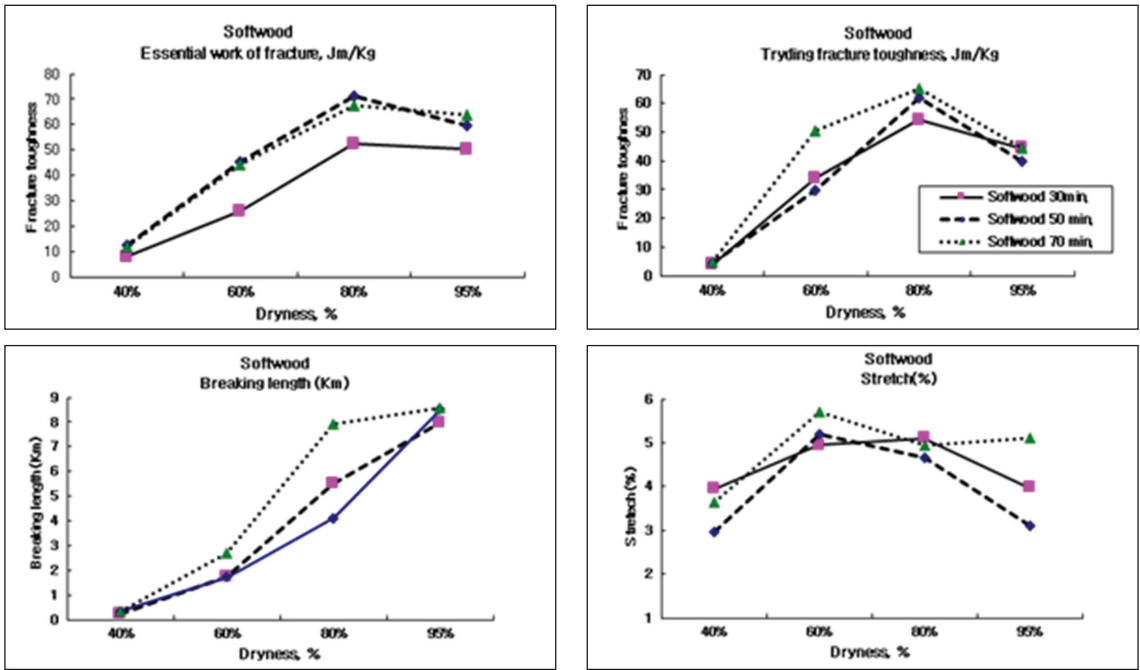 Softwood
Essential work of fracture, Jm/Kg
Fracture toughness
80
70
60
50
40
30
20
10
0
40%
60%
80%
95%
Dryness, %
Softwood
Tryding fracture toughness, Jm/Kg
Fracture toughnes
70
60
50
40
30
20
10
0
Softwood 30min,
Softwood 50 min,
Softwood 70 min,
40%
60%
80%
95%
Dryness, %
Softwood
Breaking length (Km)
Breaking length (Km)
9
8
7
6
5
4
3
2
1
0
40%
60%
80%
95%
Dryness, %
Softwood
Stretch(%)
Stretech (%)
6
5
4
3
2
1
40%
60%
80%
95%
Dryness, %